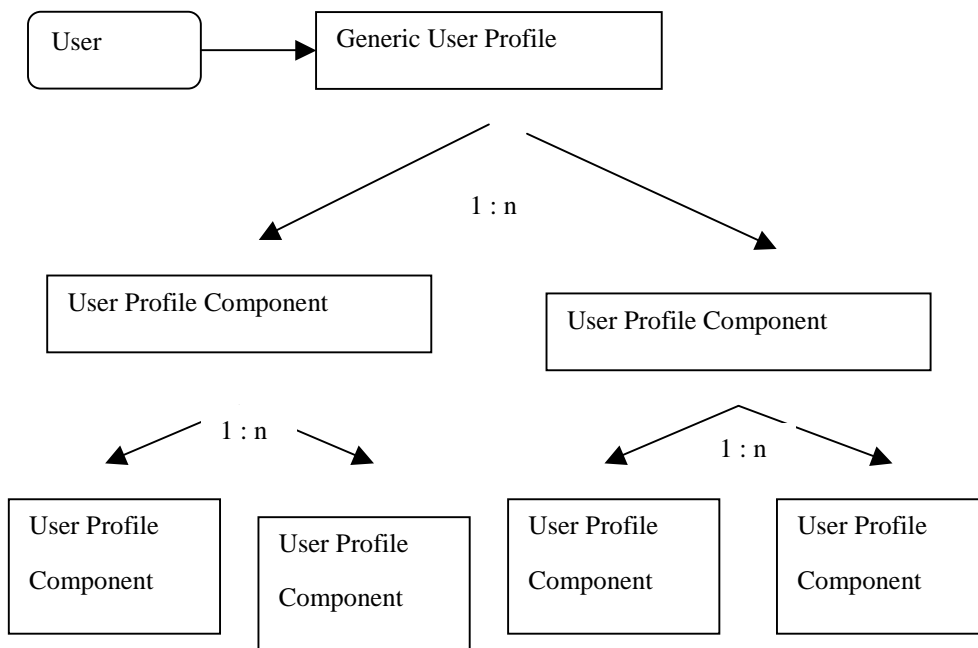 User
Generic User Profile
1 : n
User Profile Component
User Profile Component
1 : n
1 : n
User Profile
Component
User Profile
Component
User Profile
Component
User Profile
Component